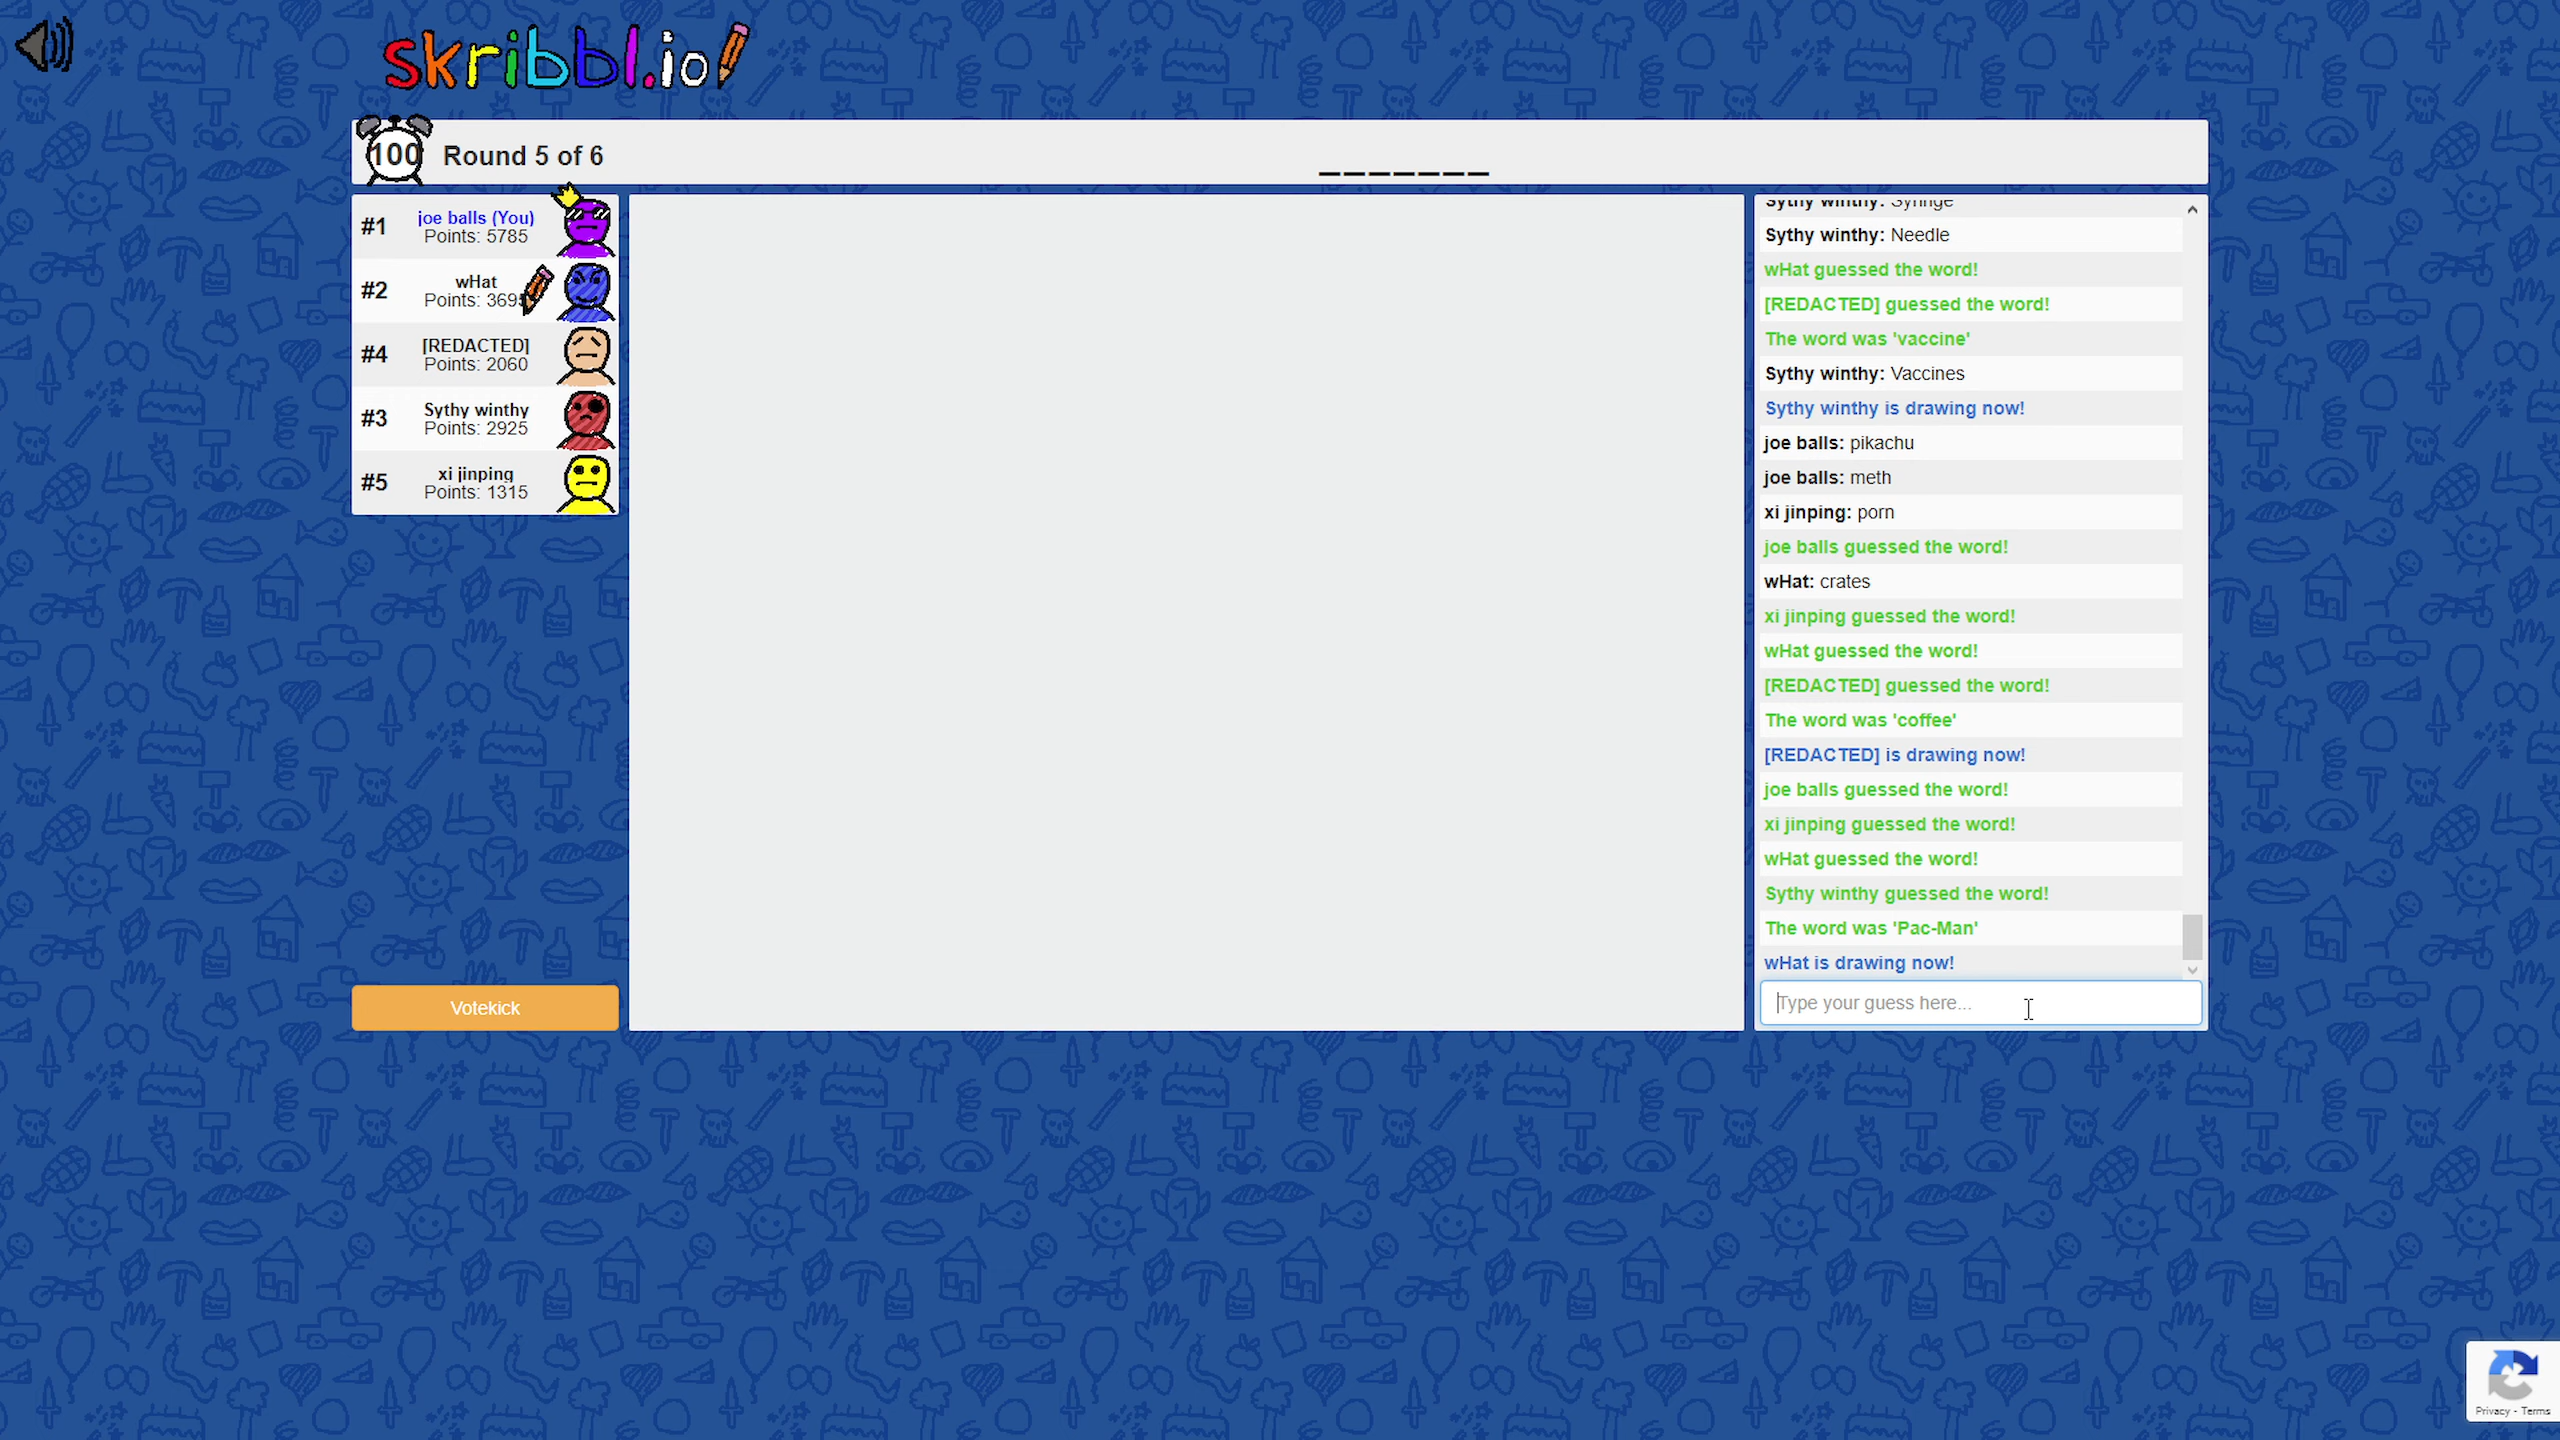 skribbl.io
100 Round 5 of 6
_______
#1 joe balls (You)
Points: 5785
#2 wHat
Points: 369
#4 [REDACTED]
Points: 2060
#3 Sythy winthy
Points: 2925
#5 xi jinping
Points: 1315
Votekick
Sythy winthy: Syringe
Sythy winthy: Needle
wHat guessed the word!
[REDACTED] guessed the word!
The word was 'vaccine'
Sythy winthy: Vaccines
Sythy winthy is drawing now!
joe balls: pikachu
joe balls: meth
xi jinping: porn
joe balls guessed the word!
wHat: crates
xi jinping guessed the word!
wHat guessed the word!
[REDACTED] guessed the word!
The word was 'coffee'
[REDACTED] is drawing now!
joe balls guessed the word!
xi jinping guessed the word!
wHat guessed the word!
Sythy winthy guessed the word!
The word was 'Pac-Man'
wHat is drawing now!
Type your guess here...
Privacy - Terms